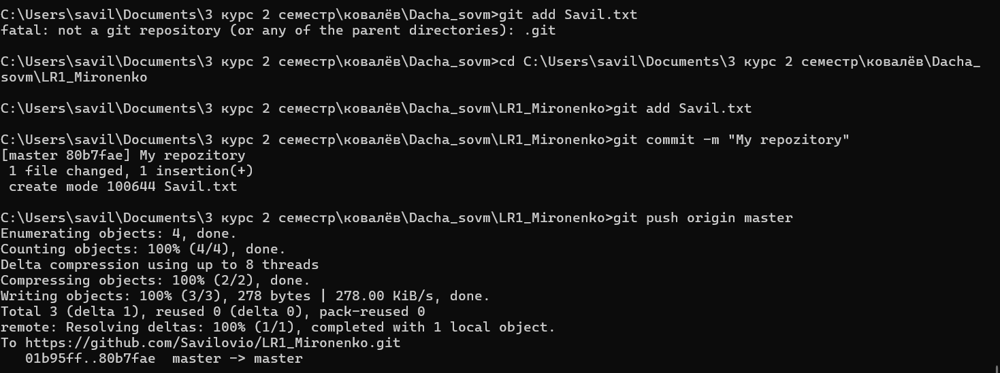 C:\Users\savil\Documents\3 курс 2 семестр\ковалёв\Dacha_sovm>git add Savil.txt
fatal: not a git repository (or any of the parent directories): .git
C:\Users\savil\Documents\3 курс 2 семестр\ковалёв\Dacha_sovm>cd C:\Users\savil\Documents\3 курс 2 семестр\ковалёв\Dacha_
sovm\LR1_Mironenko
C:\Users\savil\Documents\3 курс 2 семестр\ковалёв\Dacha_sovm\LR1_Mironenko>git add Savil.txt
C:\Users\savil\Documents\3 курс 2 семестр\ковалёв\Dacha_sovm\LR1_Mironenko>git commit -m "My repozitory"
[master 80b7fae] My repozitory
 1 file changed, 1 insertion(+)
 create mode 100644 Savil.txt
C:\Users\savil\Documents\3 курс 2 семестр\ковалёв\Dacha_sovm\LR1_Mironenko>git push origin master
Enumerating objects: 4, done.
Counting objects: 100% (4/4), done.
Delta compression using up to 8 threads
Compressing objects: 100% (2/2), done.
Writing objects: 100% (3/3), 278 bytes | 278.00 KiB/s, done.
Total 3 (delta 1), reused 0 (delta 0), pack-reused 0
remote: Resolving deltas: 100% (1/1), completed with 1 local object.
To https://github.com/Savilovio/LR1_Mironenko.git
   01b95ff..80b7fae  master -> master